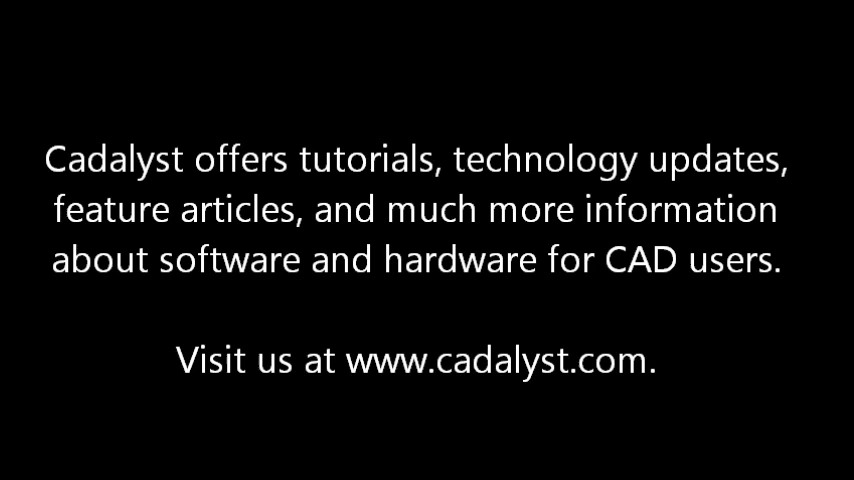 Cadalyst offers tutorials, technology updates,
feature articles, and much more information
about software and hardware for CAD users.
Visit us at www.cadalyst.com.